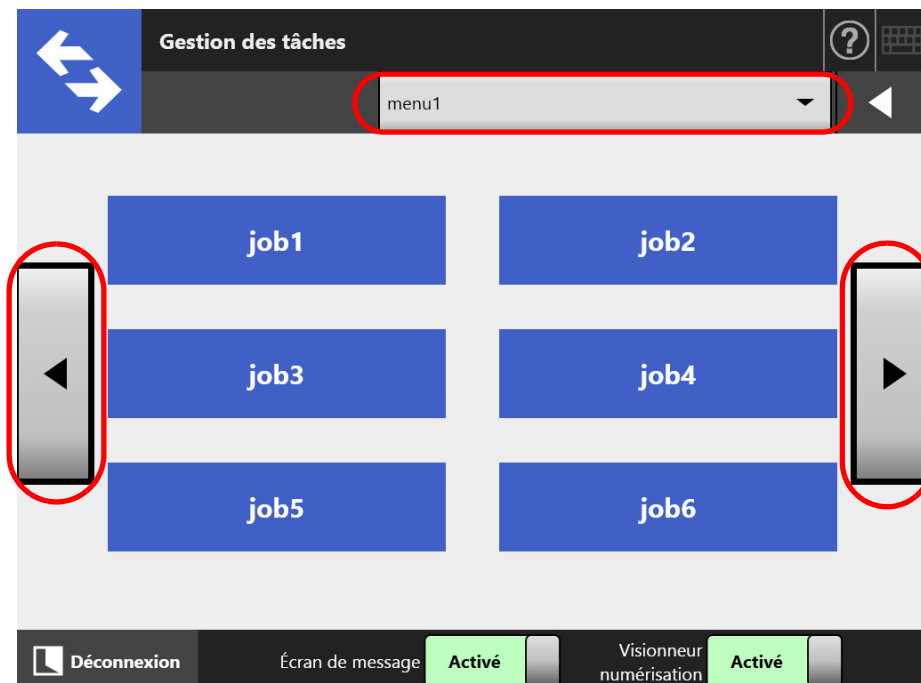 Gestion des tâches
?
menu1
job1
job2
job3
job4
job5
job6
Déconnexion
Écran de message
Activé
Visionneur
numérisation
Activé